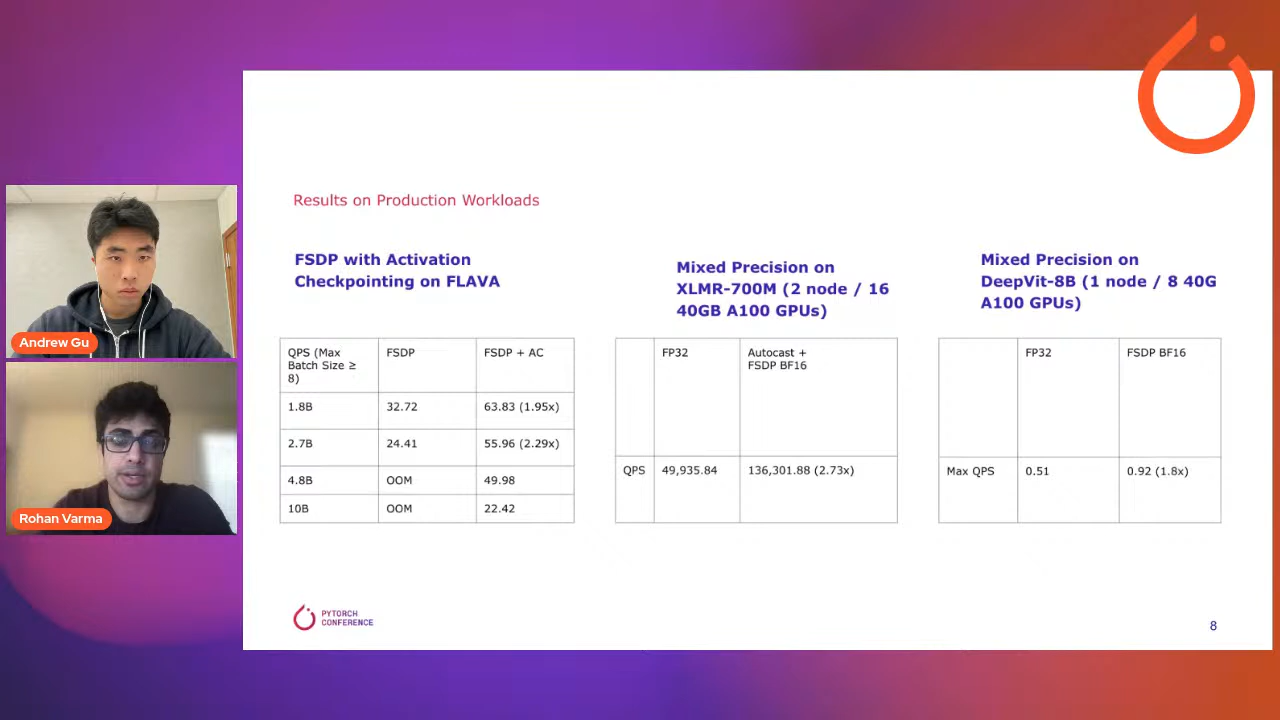 Results on Production Workloads
FSDP with Activation
Checkpointing on FLAVA
QPS (Max
Batch Size ≥
8)
FSDP
FSDP + AC
1.8B
32.72
63.83 (1.95x)
2.7B
24.41
55.96 (2.29x)
4.8B
OOM
49.98
10B
OOM
22.42
Mixed Precision on
XLMR-700M (2 node / 16
40GB A100 GPUs)
FP32
Autocast +
FSDP BF16
QPS
49,935.84
136,301.88 (2.73x)
Mixed Precision on
DeepVit-8B (1 node / 8 40G
A100 GPUs)
FP32
FSDP BF16
Max QPS
0.51
0.92 (1.8x)
Andrew Gu
Rohan Varma
PYTORCH
CONFERENCE
8